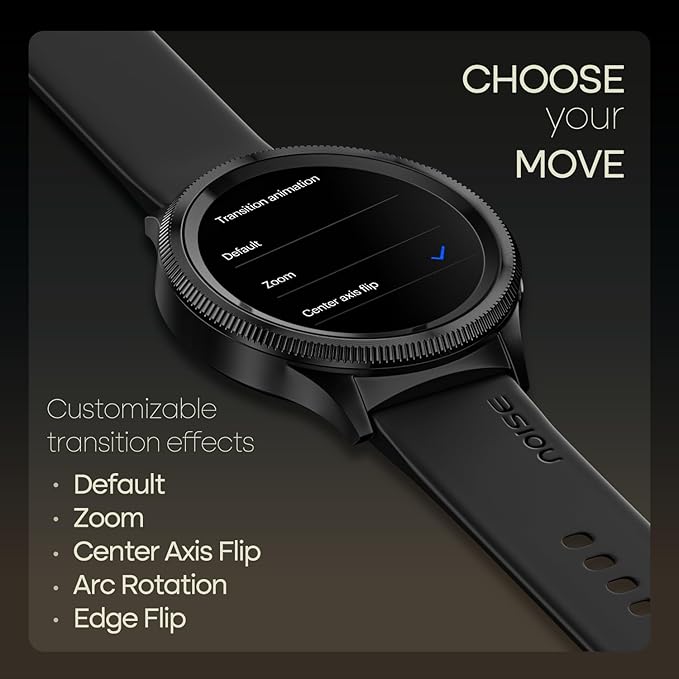 CHOOSE
your
MOVE
Transition animation
Default
Zoom
Center axis flip
noise
Customizable
transition effects
• Default
• Zoom
• Center Axis Flip
• Arc Rotation
• Edge Flip